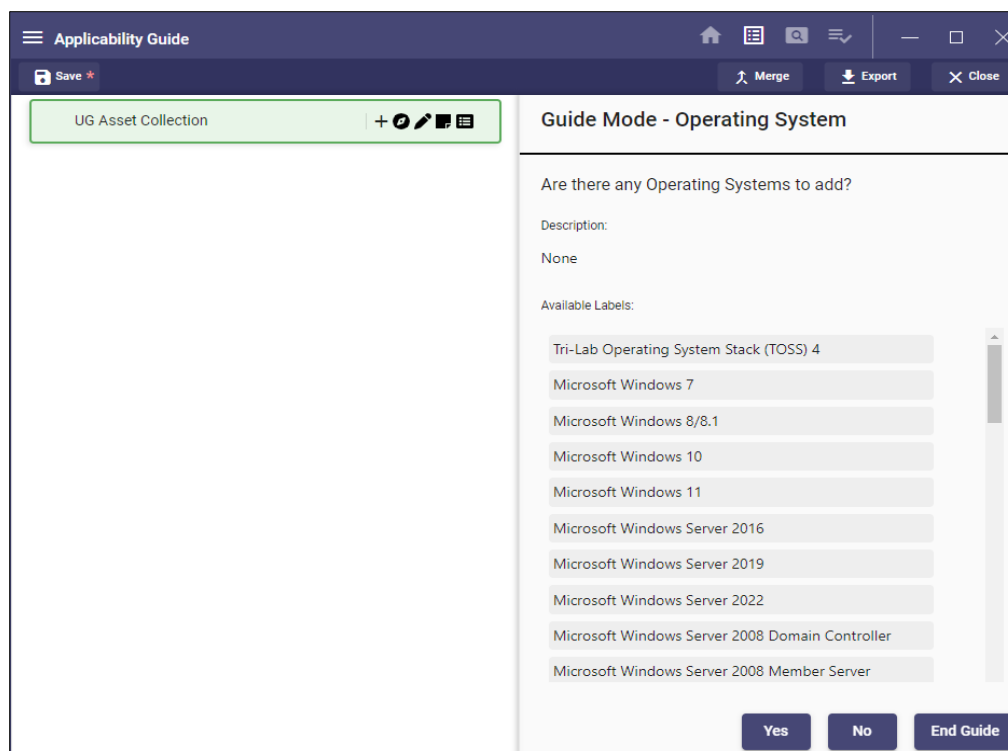 Applicability Guide
Save *
Merge
Export
Close
UG Asset Collection
Guide Mode - Operating System
Are there any Operating Systems to add?
Description:
None
Available Labels:
Tri-Lab Operating System Stack (TOSS) 4
Microsoft Windows 7
Microsoft Windows 8/8.1
Microsoft Windows 10
Microsoft Windows 11
Microsoft Windows Server 2016
Microsoft Windows Server 2019
Microsoft Windows Server 2022
Microsoft Windows Server 2008 Domain Controller
Microsoft Windows Server 2008 Member Server
Yes
No
End Guide